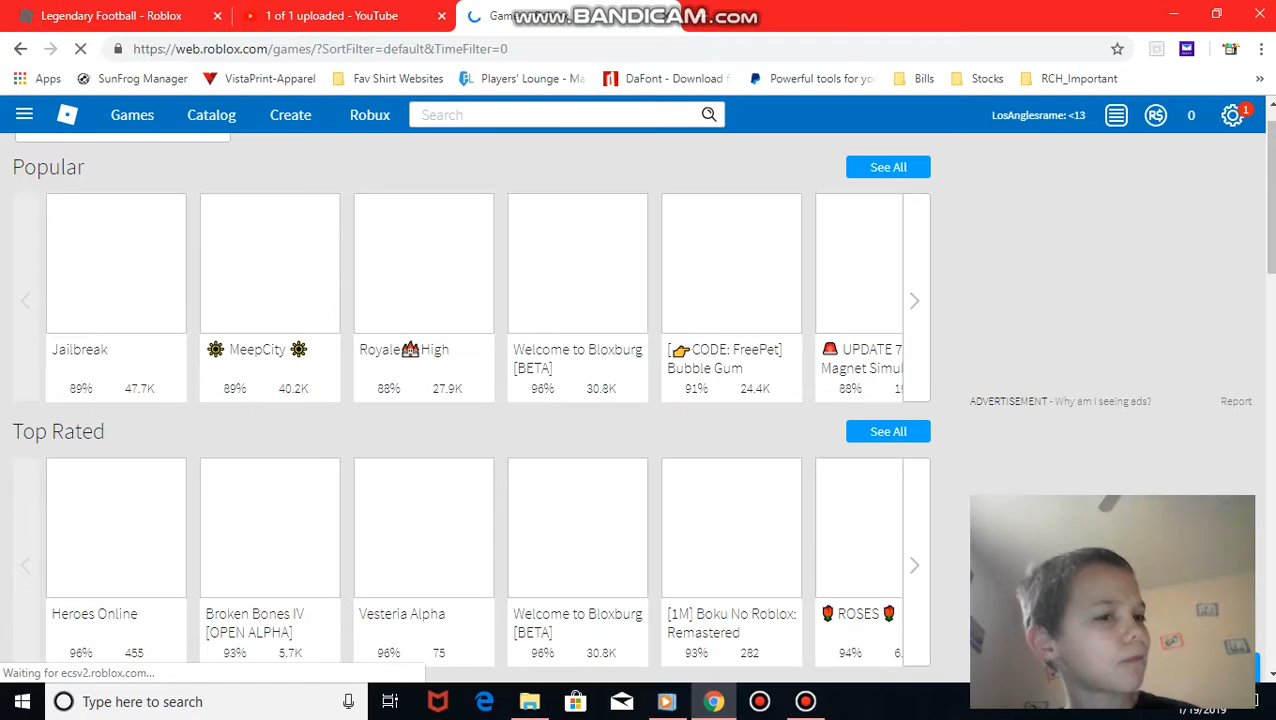 Legendary Football - Roblox
1 of 1 uploaded - YouTube
www.BANDICAM.com
https://web.roblox.com/games/?SortFilter=default&TimeFilter=0
Apps SunFrog Manager VistaPrint-Apparel Fav Shirt Websites Players' Lounge - Ma DaFont - Download f Powerful tools for yo Bills Stocks RCH_Important »
Games Catalog Create Robux Search LosAnglesrame: <13 R$ 0 1
Popular See All
Jailbreak
89% 47.7K
MeepCity
89% 40.2K
Royale High
88% 27.9K
Welcome to Bloxburg
[BETA]
96% 30.8K
[ CODE: FreePet]
Bubble Gum
91% 24.4K
UPDATE 7
Magnet Simul
88%
ADVERTISEMENT - Why am I seeing ads? Report
Top Rated See All
Heroes Online
96% 455
Broken Bones IV
[OPEN ALPHA]
93% 5.7K
Vesteria Alpha
96% 75
Welcome to Bloxburg
[BETA]
96% 30.8K
[1M] Boku No Roblox:
Remastered
93% 282
ROSES
94% 6.
Waiting for ecsv2.roblox.com...
Type here to search
1/19/2019